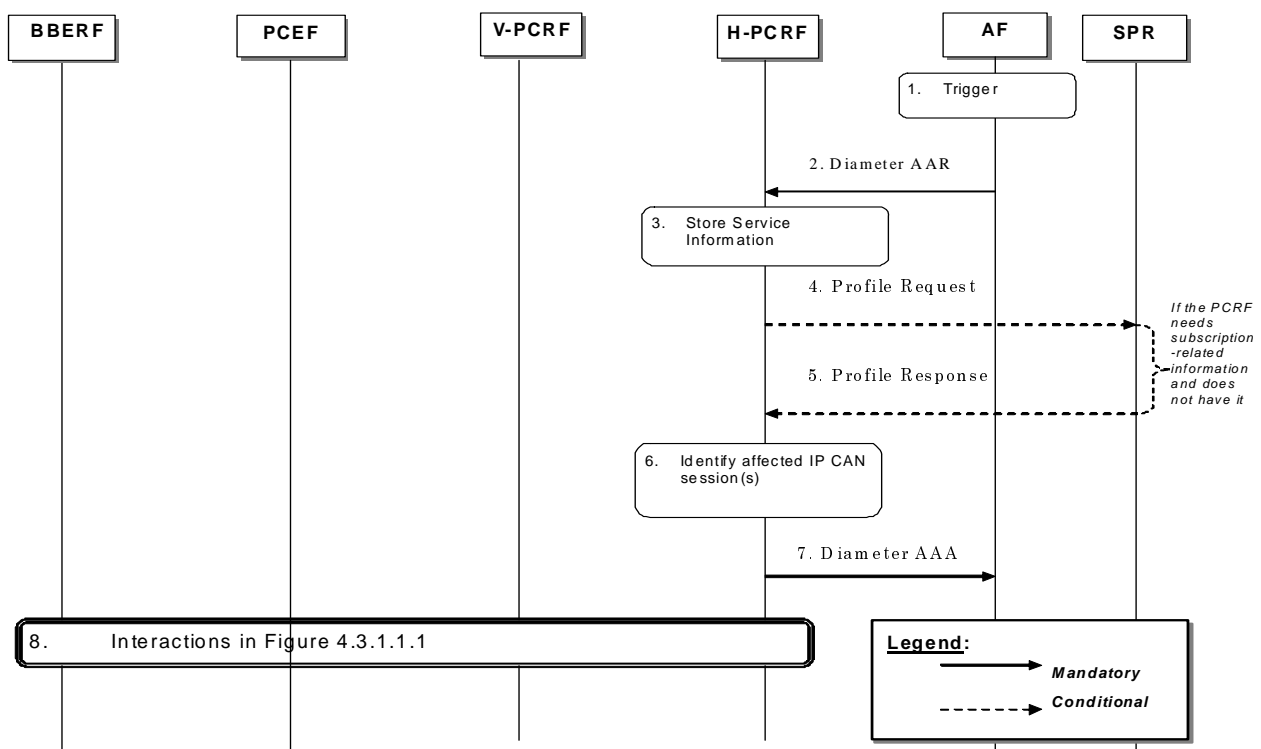 BBERF
PCEF
V-PCRF
H-PCRF
AF
SPR
1. Trigger
2. Diameter AAR
3. Store Service
Information
4. Profile Request
If the PCRF
needs
subscription
-related
information
and does
not have it
5. Profile Response
6. Identify affected IP CAN
session(s)
7. Diameter AAA
8. Interactions in Figure 4.3.1.1.1
Legend:
Mandatory
Conditional